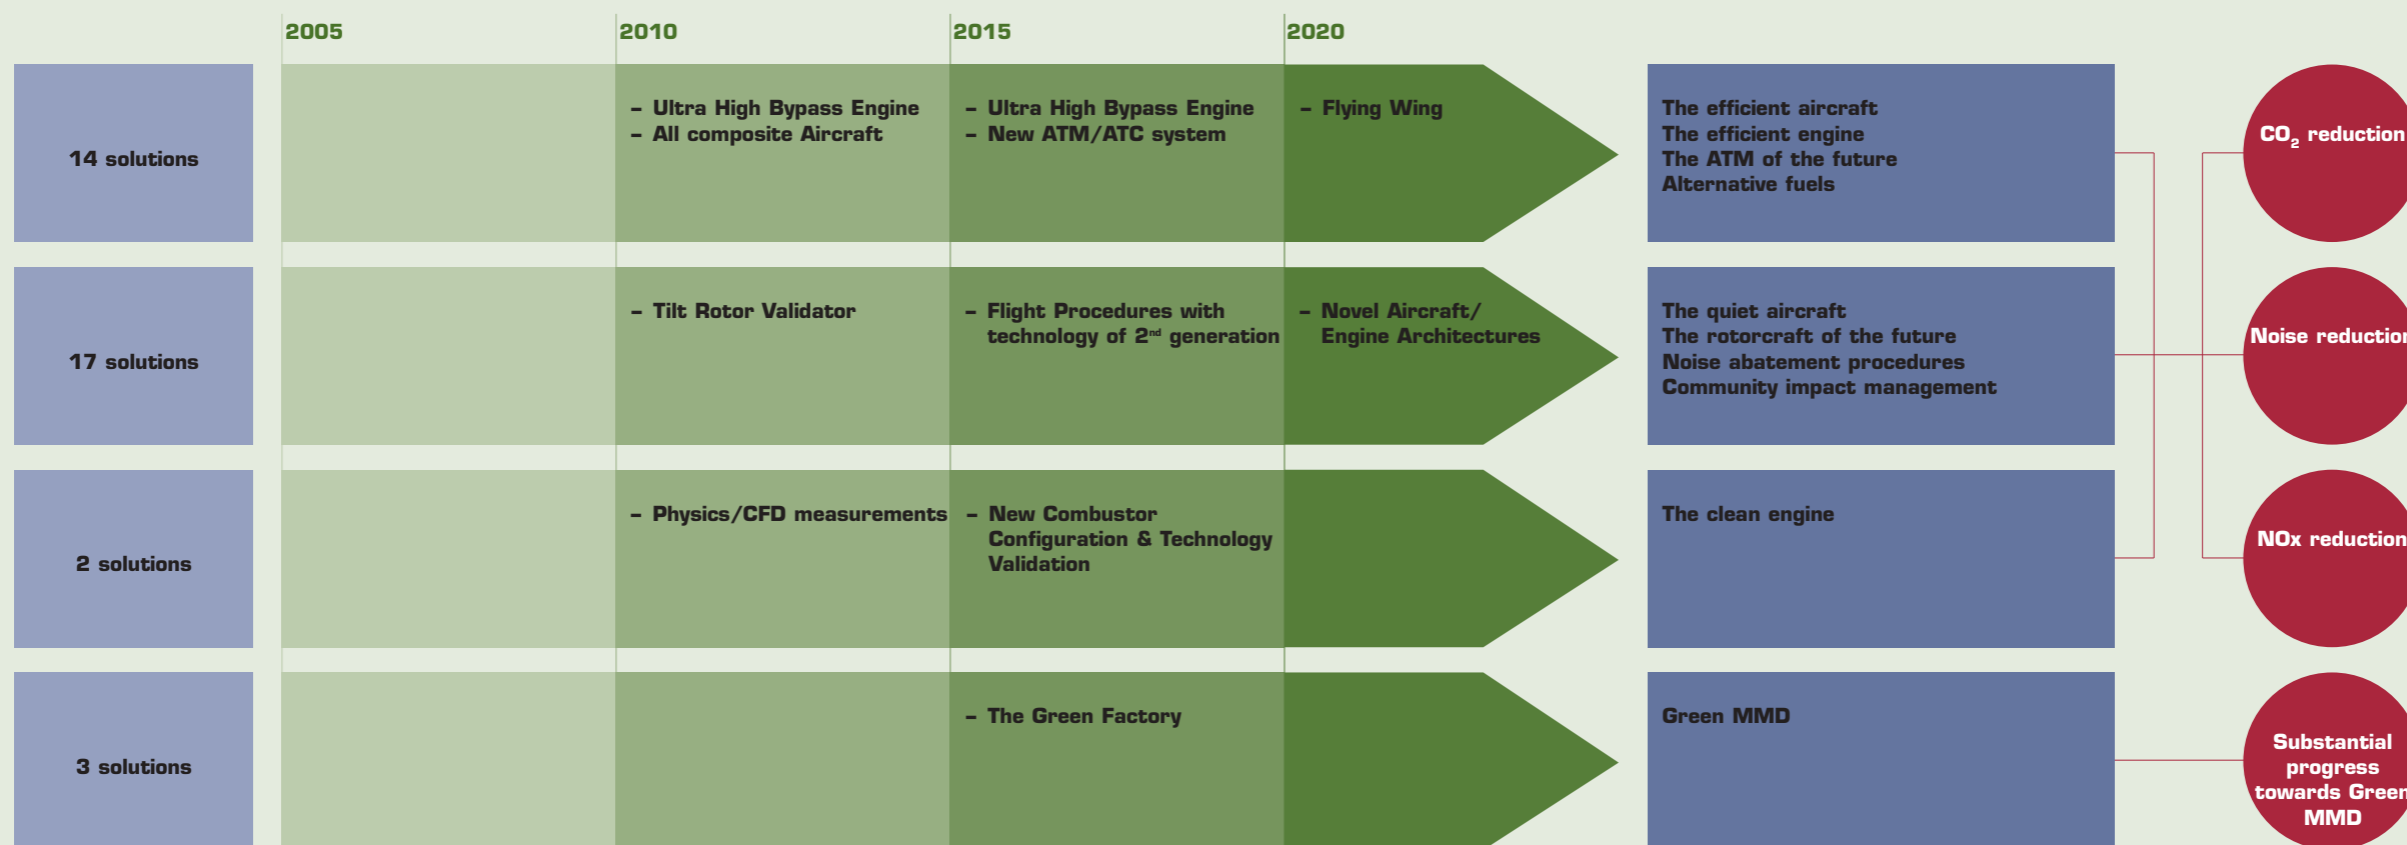 2005
2010
2015
2020
14 solutions
– Ultra High Bypass Engine
– All composite Aircraft
– Ultra High Bypass Engine
– New ATM/ATC system
– Flying Wing
The efficient aircraft
The efficient engine
The ATM of the future
Alternative fuels
CO₂ reduction
17 solutions
– Tilt Rotor Validator
– Flight Procedures with
technology of 2ⁿᵈ generation
– Novel Aircraft/
Engine Architectures
The quiet aircraft
The rotorcraft of the future
Noise abatement procedures
Community impact management
Noise reduction
2 solutions
– Physics/CFD measurements
– New Combustor
Configuration & Technology
Validation
The clean engine
NOx reduction
3 solutions
– The Green Factory
Green MMD
Substantial
progress
towards Green
MMD